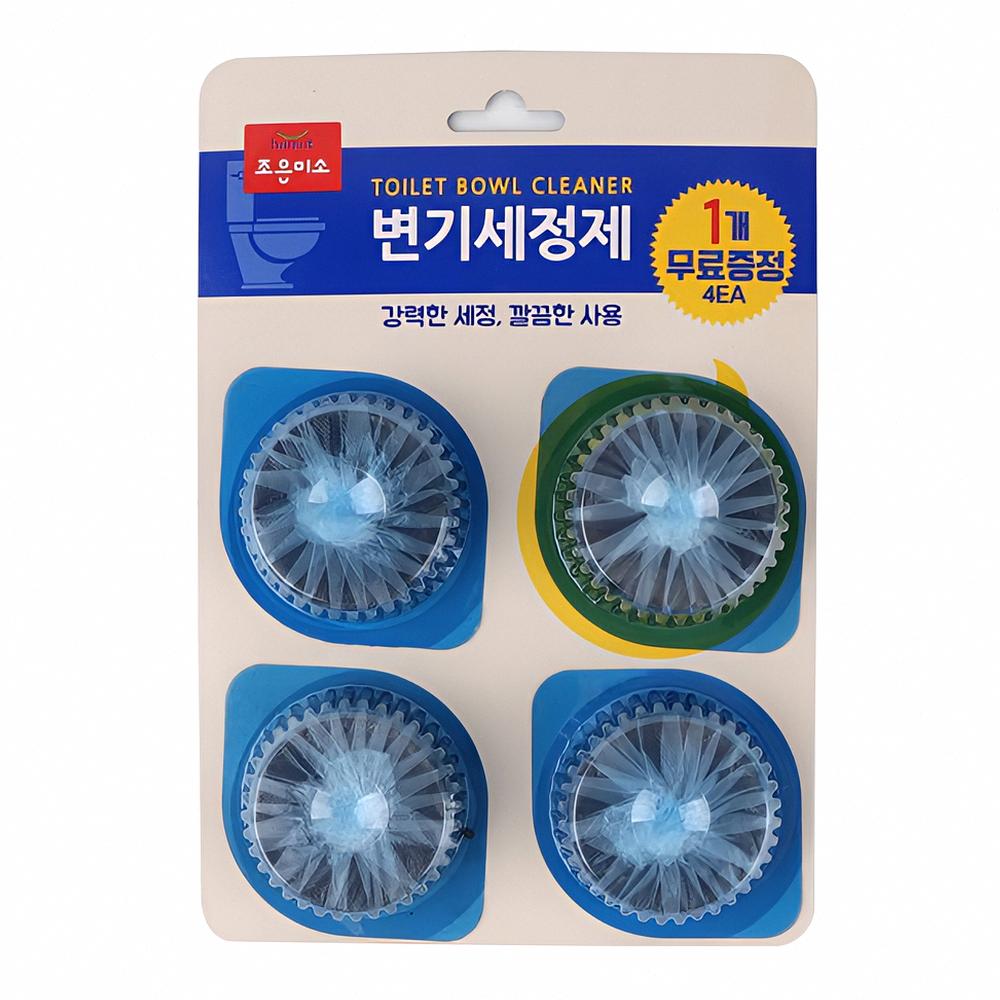 조은미소
TOILET BOWL CLEANER
변기세정제
강력한 세정, 깔끔한 사용
1개
무료증정
4EA